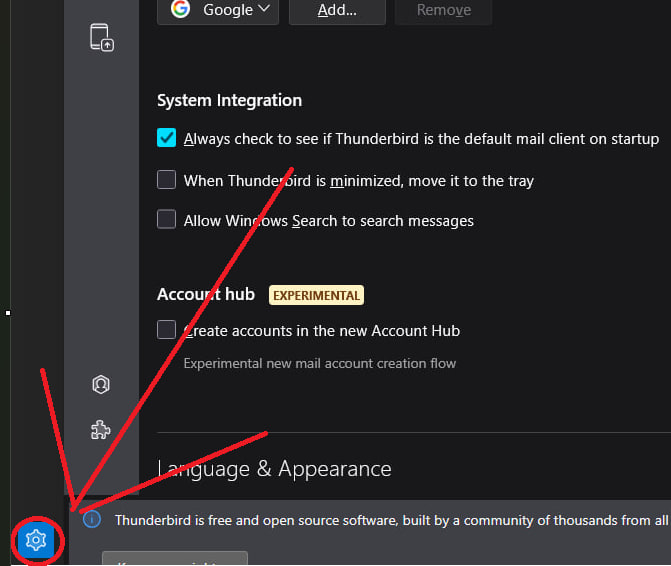 Google
Add...
Remove
System Integration
Always check to see if Thunderbird is the default mail client on startup
When Thunderbird is minimized, move it to the tray
Allow Windows Search to search messages
Account hub EXPERIMENTAL
Create accounts in the new Account Hub
Experimental new mail account creation flow
Language & Appearance
Thunderbird is free and open source software, built by a community of thousands from all